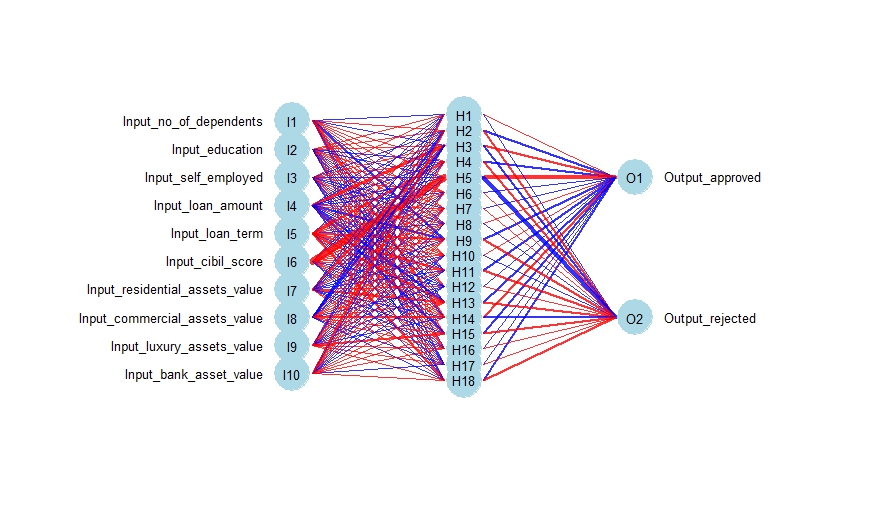 Input_no_of_dependents I1
Input_education I2
Input_self_employed I3
Input_loan_amount I4
Input_loan_term I5
Input_cibil_score I6
Input_residential_assets_value I7
Input_commercial_assets_value I8
Input_luxury_assets_value I9
Input_bank_asset_value I10
H1
H2
H3
H4
H5
H6
H7
H8
H9
H10
H11
H12
H13
H14
H15
H16
H17
H18
O1 Output_approved
O2 Output_rejected